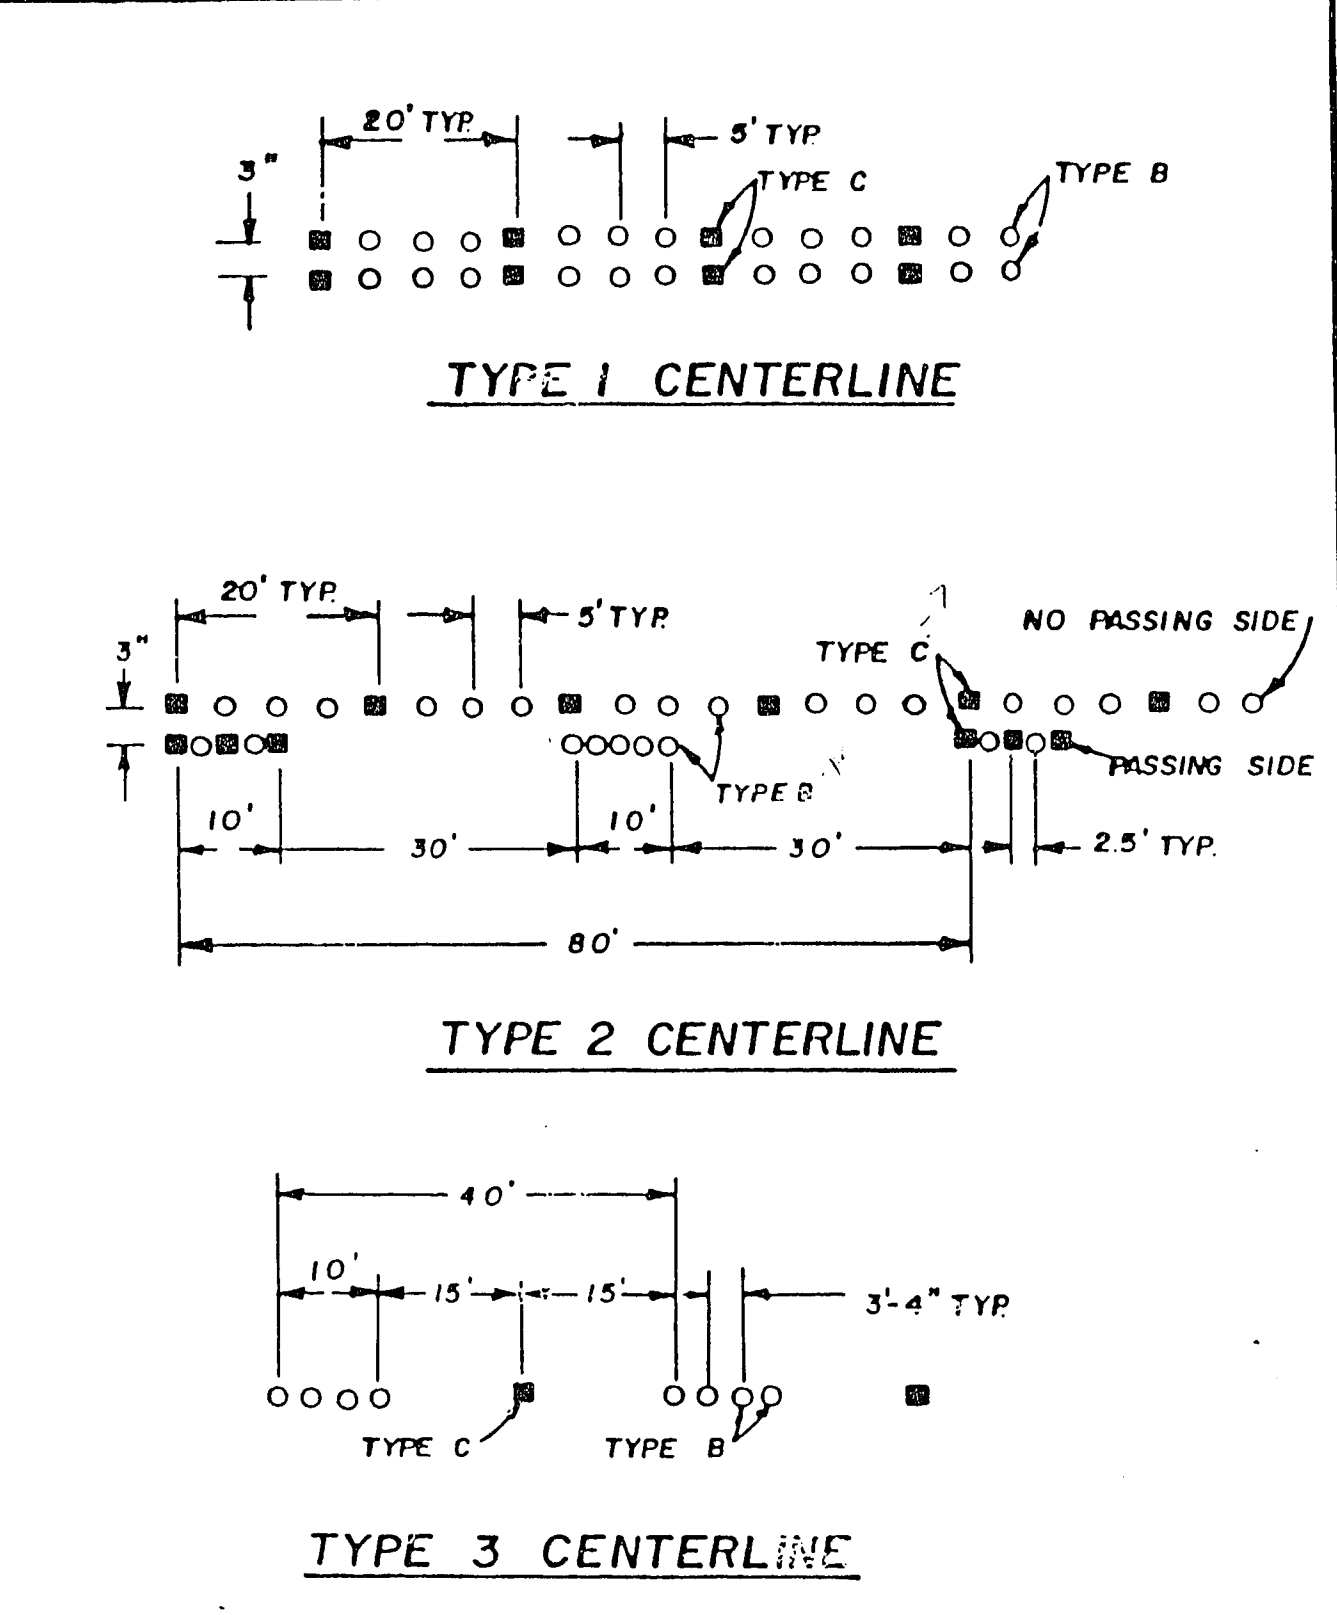 20' TYP.
5' TYP.
3"
TYPE C
TYPE B
TYPE 1 CENTERLINE
20' TYP.
5' TYP.
NO PASSING SIDE
3"
TYPE C
PASSING SIDE
TYPE B
10'
30'
10'
30'
2.5' TYP.
80'
TYPE 2 CENTERLINE
40'
10'
15'
15'
3'-4" TYP.
TYPE C
TYPE B
TYPE 3 CENTERLINE